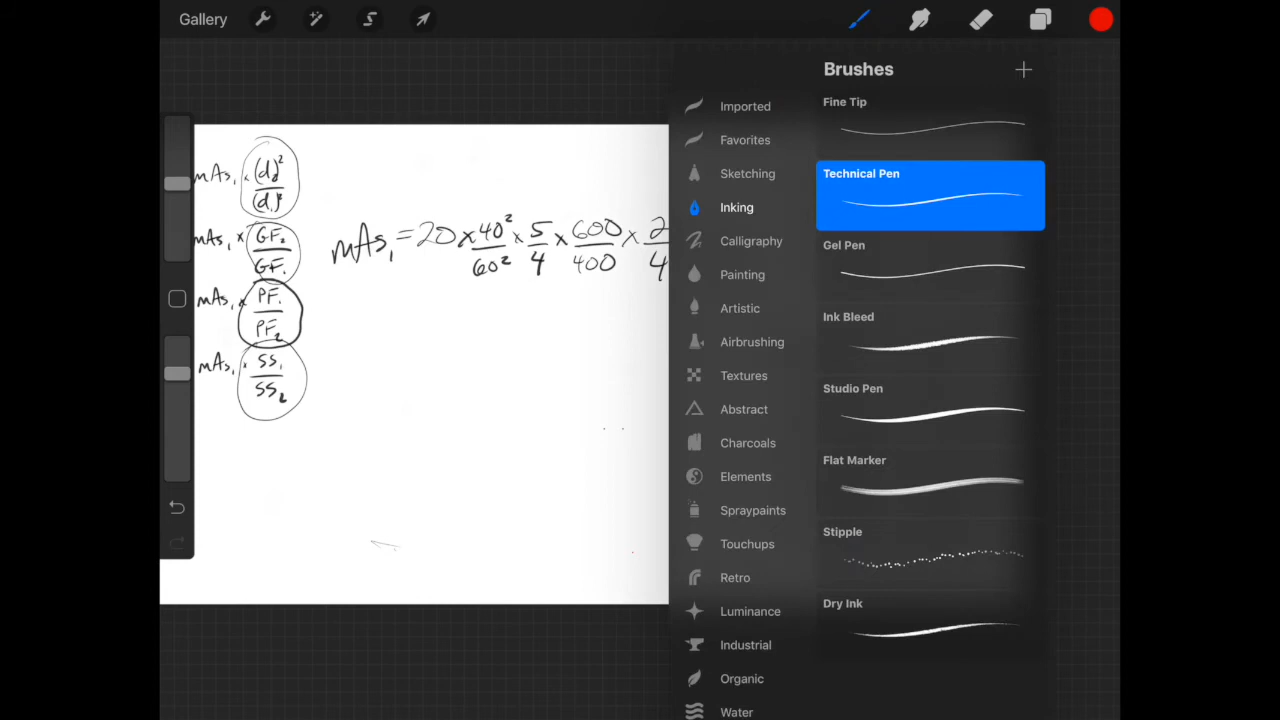 Gallery
Brushes
Imported
Favorites
Sketching
Inking
Calligraphy
Painting
Artistic
Airbrushing
Textures
Abstract
Charcoals
Elements
Spraypaints
Touchups
Retro
Luminance
Industrial
Organic
Water
Fine Tip
Technical Pen
Gel Pen
Ink Bleed
Studio Pen
Flat Marker
Stipple
Dry Ink
mAs₁ × (d₂)²/(d₁)²
mAs₁ × GF₂/GF₁
mAs₁ × PF₁/PF₂
mAs₁ × SS₁/SS₂
mAs₁ = 20 × 40²/60² × 5/4 × 600/400 × 2/4